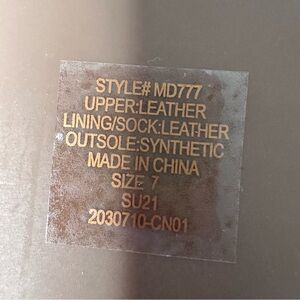 STYLE# MD777
UPPER:LEATHER
LINING/SOCK:LEATHER
OUTSOLE:SYNTHETIC
MADE IN CHINA
SIZE 7
SU21
2030710-CN01